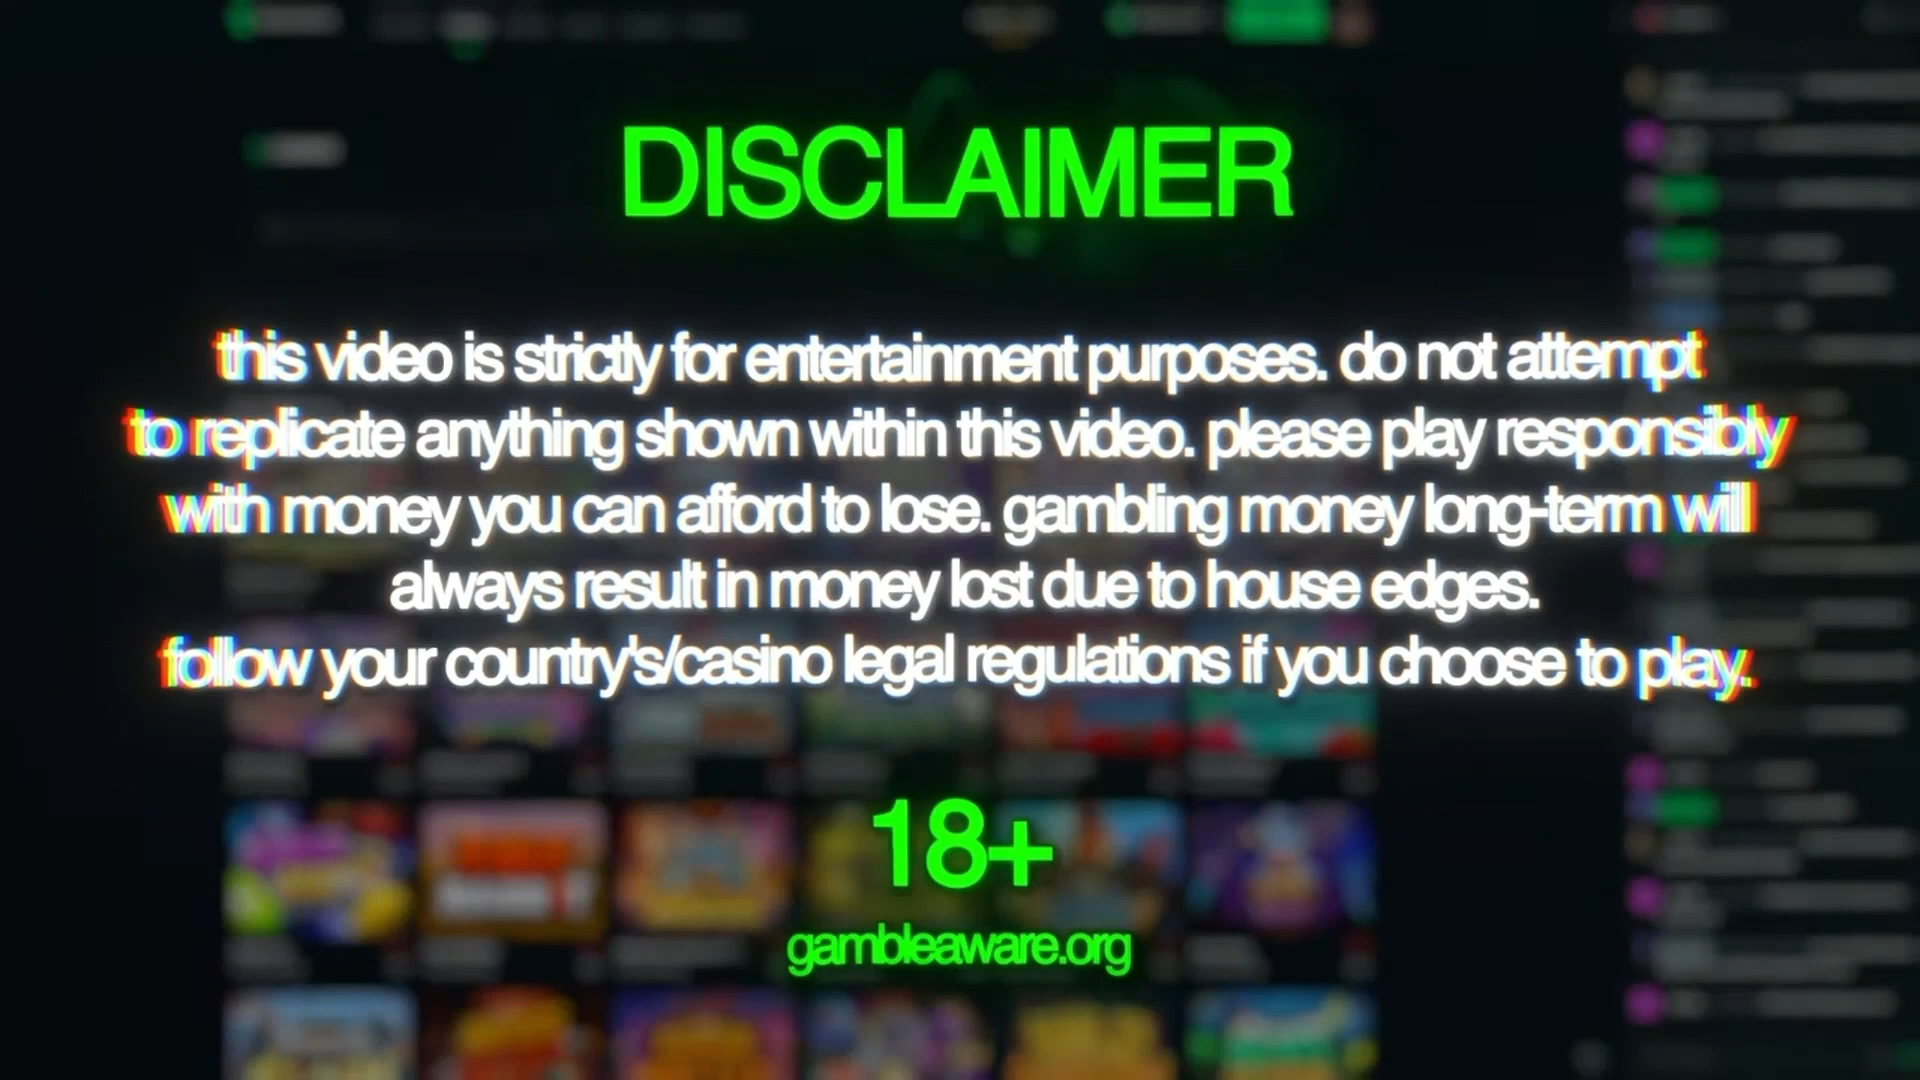 DISCLAIMER
this video is strictly for entertainment purposes. do not attempt
to replicate anything shown within this video. please play responsibly
with money you can afford to lose. gambling money long-term will
always result in money lost due to house edges.
follow your country's/casino legal regulations if you choose to play.
18+
gambleaware.org